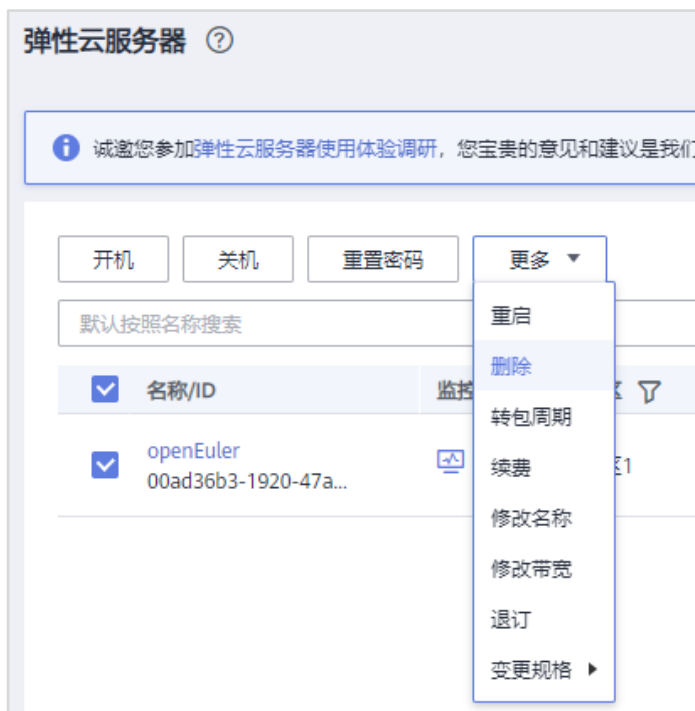 弹性云服务器
诚邀您参加弹性云服务器使用体验调研，您宝贵的意见和建议是我们
开机 关机 重置密码 更多
默认按照名称搜索
重启
删除
名称/ID 监控
转包周期
openEuler
00ad36b3-1920-47a...
续费
1
修改名称
修改带宽
退订
变更规格